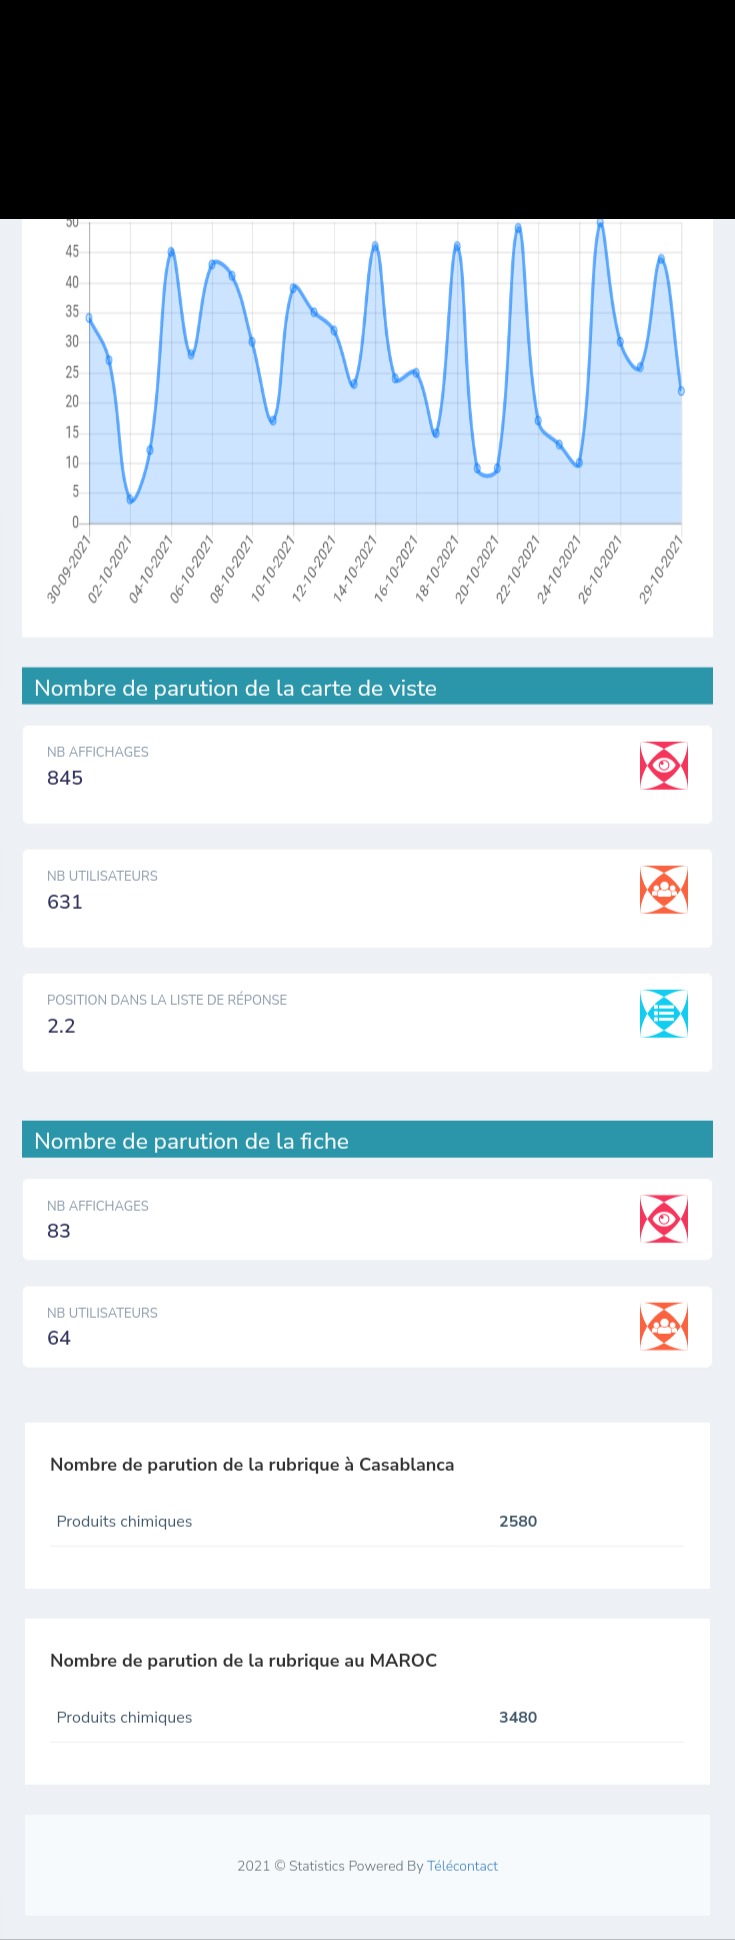 50
45
40
35
30
25
20
15
10
5
0
30-09-2021
02-10-2021
04-10-2021
06-10-2021
08-10-2021
10-10-2021
12-10-2021
14-10-2021
16-10-2021
18-10-2021
20-10-2021
22-10-2021
24-10-2021
26-10-2021
29-10-2021
Nombre de parution de la carte de viste
NB AFFICHAGES
845
NB UTILISATEURS
631
POSITION DANS LA LISTE DE RÉPONSE
2.2
Nombre de parution de la fiche
NB AFFICHAGES
83
NB UTILISATEURS
64
Nombre de parution de la rubrique à Casablanca
Produits chimiques 2580
Nombre de parution de la rubrique au MAROC
Produits chimiques 3480
2021 © Statistics Powered By Télécontact